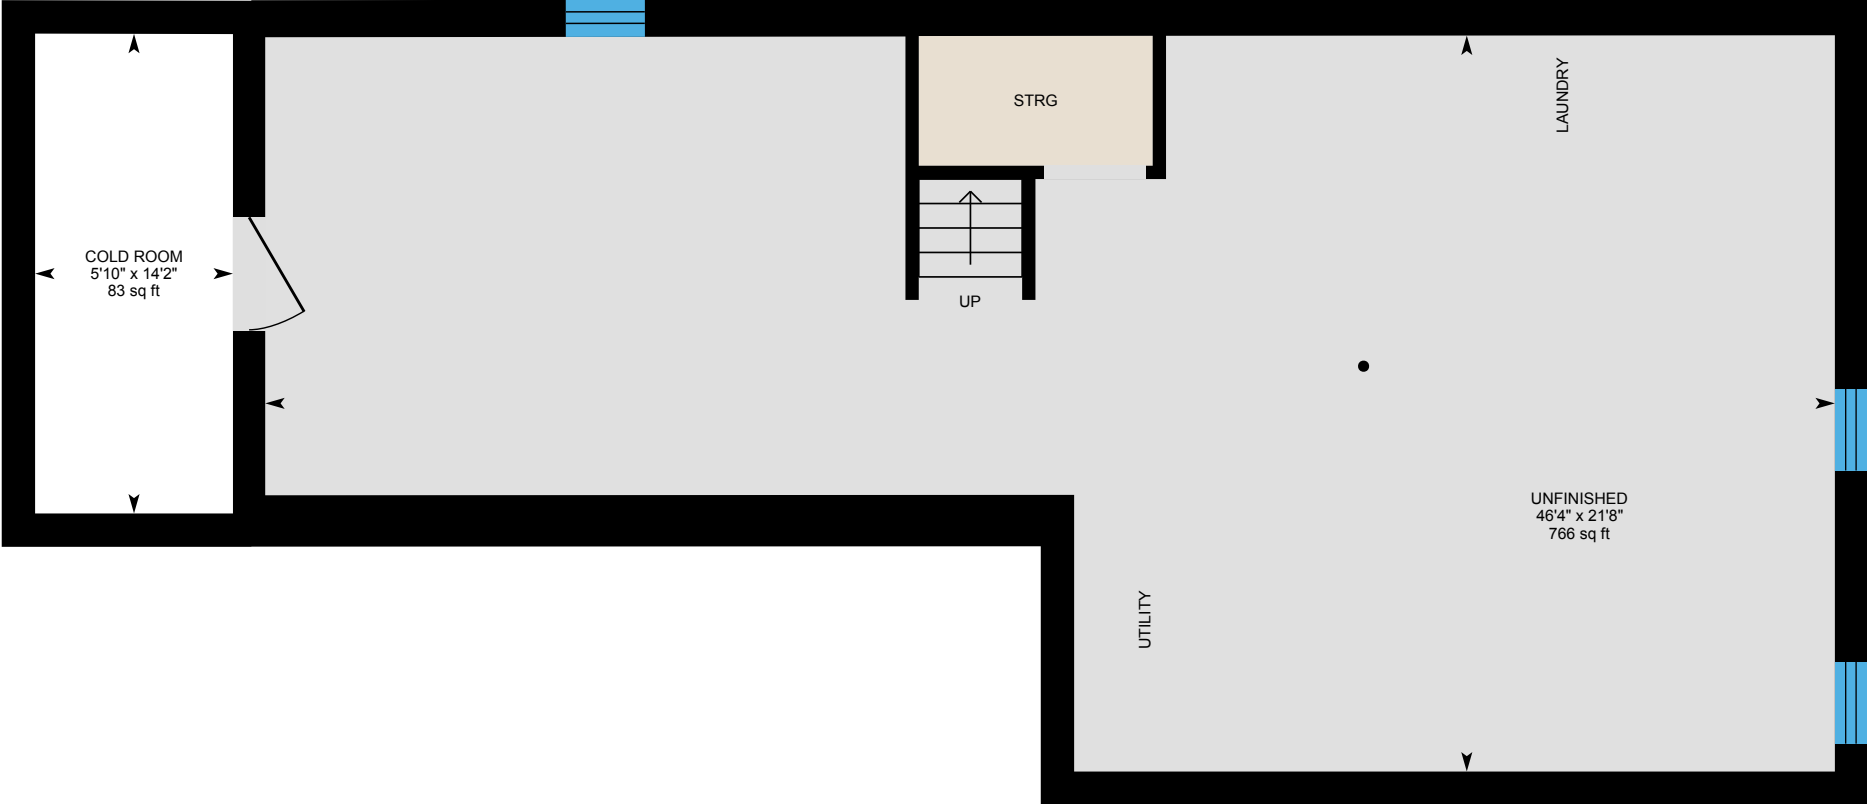 STRG
LAUNDRY
COLD ROOM
5'10" x 14'2"
83 sq ft
UP
UNFINISHED
46'4" x 21'8"
766 sq ft
UTILITY